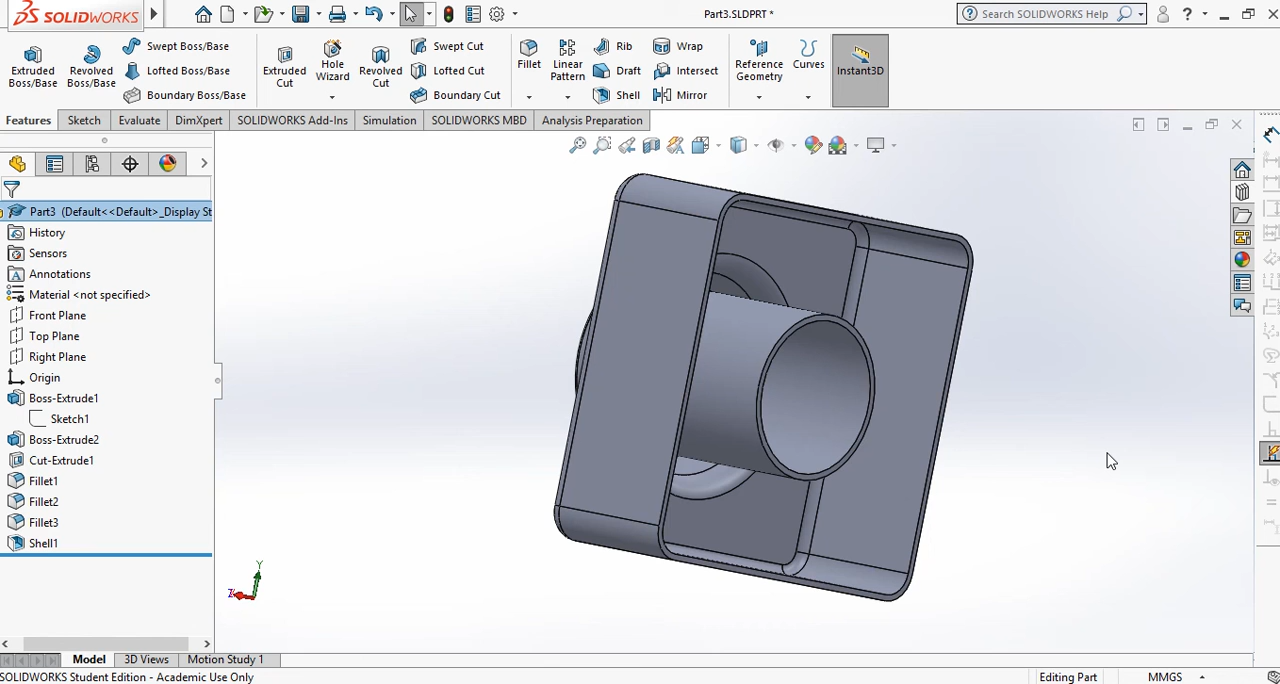 SOLIDWORKS
Part3.SLDPRT *
Search SOLIDWORKS Help
Extruded Boss/Base
Revolved Boss/Base
Swept Boss/Base
Lofted Boss/Base
Boundary Boss/Base
Extruded Cut
Hole Wizard
Revolved Cut
Swept Cut
Lofted Cut
Boundary Cut
Fillet
Linear Pattern
Rib
Draft
Shell
Wrap
Intersect
Mirror
Reference Geometry
Curves
Instant3D
Features
Sketch
Evaluate
DimXpert
SOLIDWORKS Add-Ins
Simulation
SOLIDWORKS MBD
Analysis Preparation
Part3 (Default<<Default>_Display St
History
Sensors
Annotations
Material <not specified>
Front Plane
Top Plane
Right Plane
Origin
Boss-Extrude1
Sketch1
Boss-Extrude2
Cut-Extrude1
Fillet1
Fillet2
Fillet3
Shell1
Y
Z
Model
3D Views
Motion Study 1
SOLIDWORKS Student Edition - Academic Use Only
Editing Part
MMGS